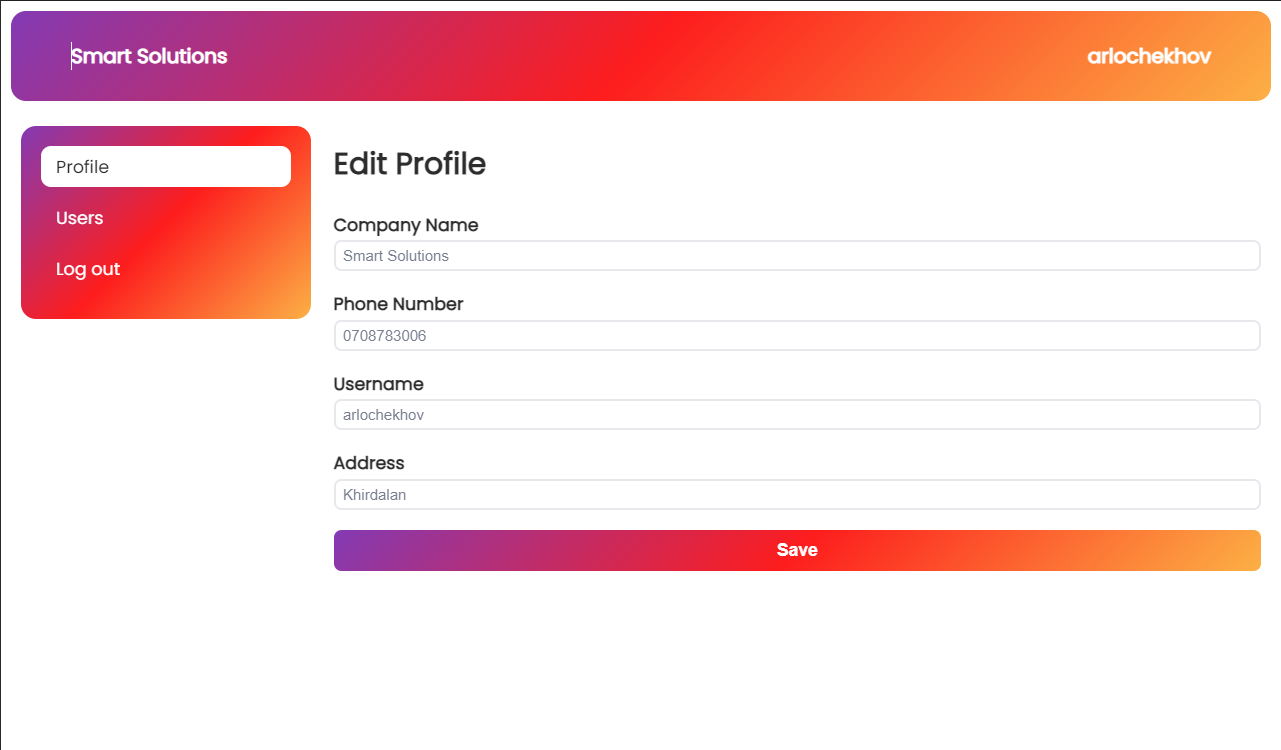 Smart Solutions
arlochekhov
Profile
Users
Log out
Edit Profile
Company Name
Smart Solutions
Phone Number
0708783006
Username
arlochekhov
Address
Khirdalan
Save